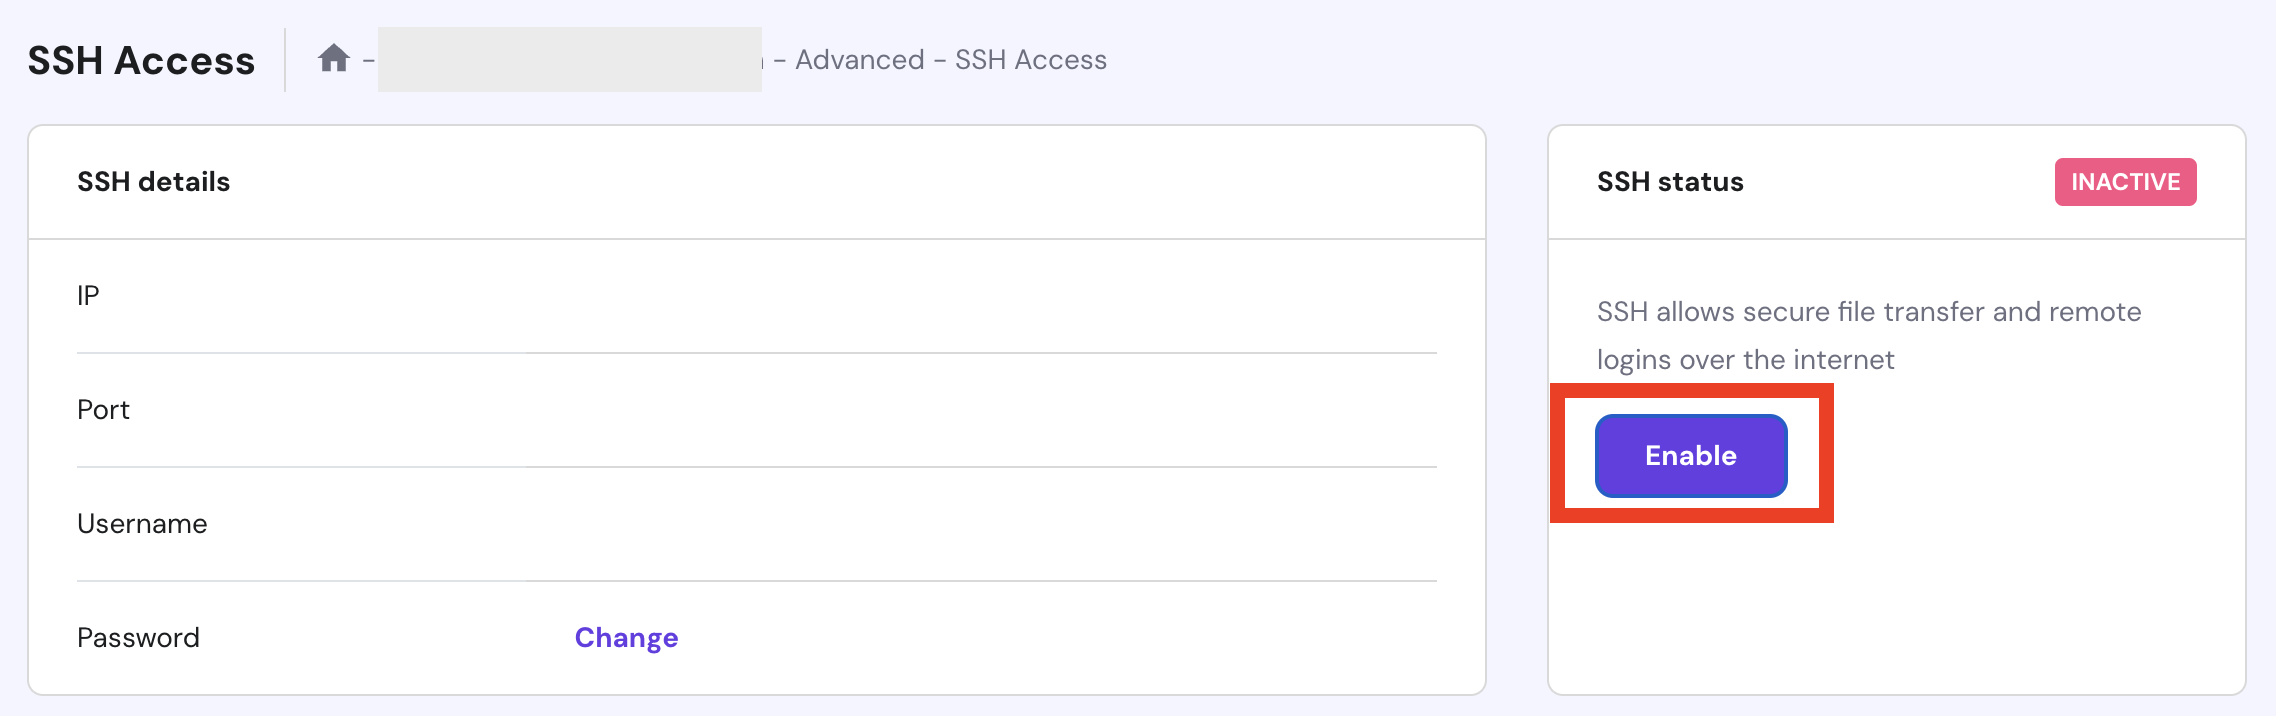 SSH Access
- - Advanced - SSH Access
SSH details
IP
Port
Username
Password Change
SSH status INACTIVE
SSH allows secure file transfer and remote
logins over the internet
Enable